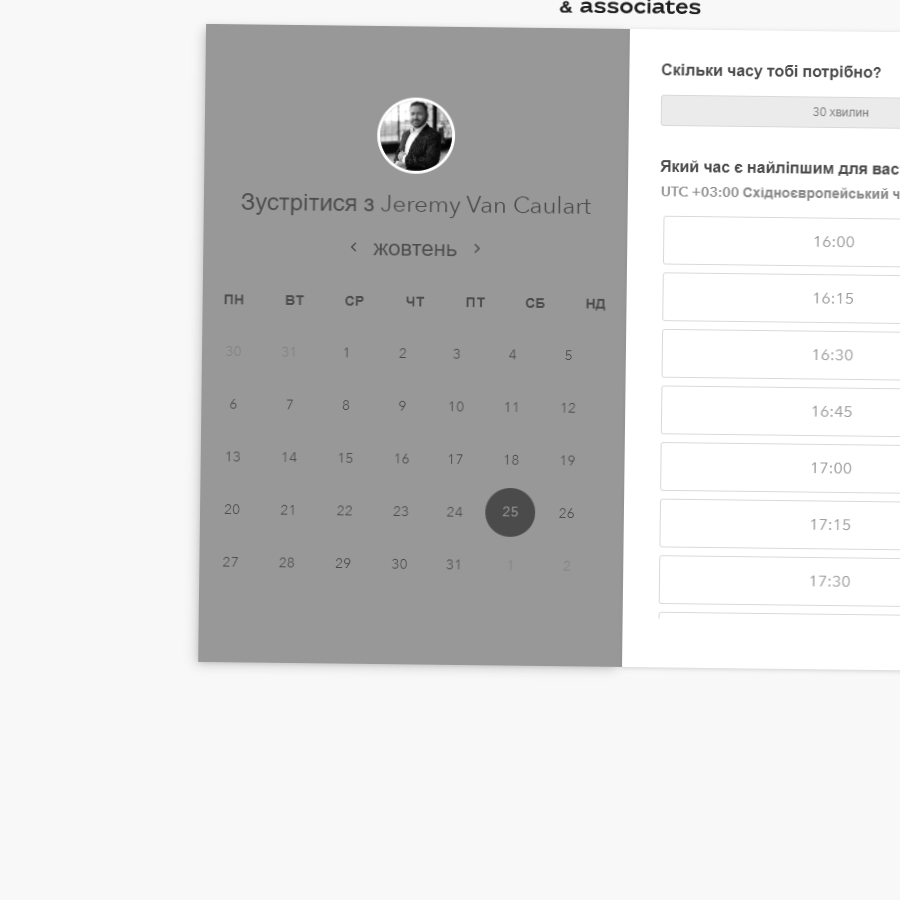 & associates
Зустрітися з Jeremy Van Caulart
жовтень
ПН ВТ СР ЧТ ПТ СБ НД
30 31 1 2 3 4 5
6 7 8 9 10 11 12
13 14 15 16 17 18 19
20 21 22 23 24 25 26
27 28 29 30 31 1 2
Скільки часу тобі потрібно?
30 хвилин
Який час є найліпшим для вас
UTC +03:00 Східноєвропейський ч
16:00
16:15
16:30
16:45
17:00
17:15
17:30